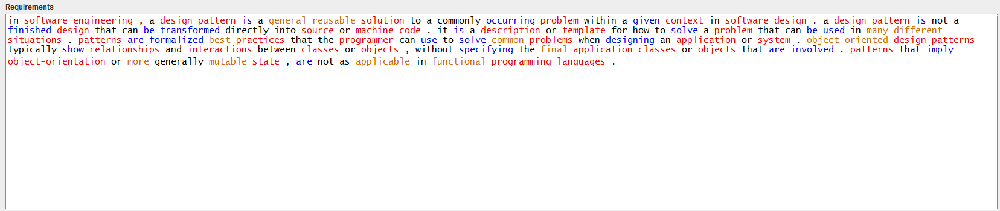 Requirements
in software engineering , a design pattern is a general reusable solution to a commonly occurring problem within a given context in software design . a design pattern is not a
finished design that can be transformed directly into source or machine code . it is a description or template for how to solve a problem that can be used in many different
situations . patterns are formalized best practices that the programmer can use to solve common problems when designing an application or system . object-oriented design patterns
typically show relationships and interactions between classes or objects , without specifying the final application classes or objects that are involved . patterns that imply
object-orientation or more generally mutable state , are not as applicable in functional programming languages .